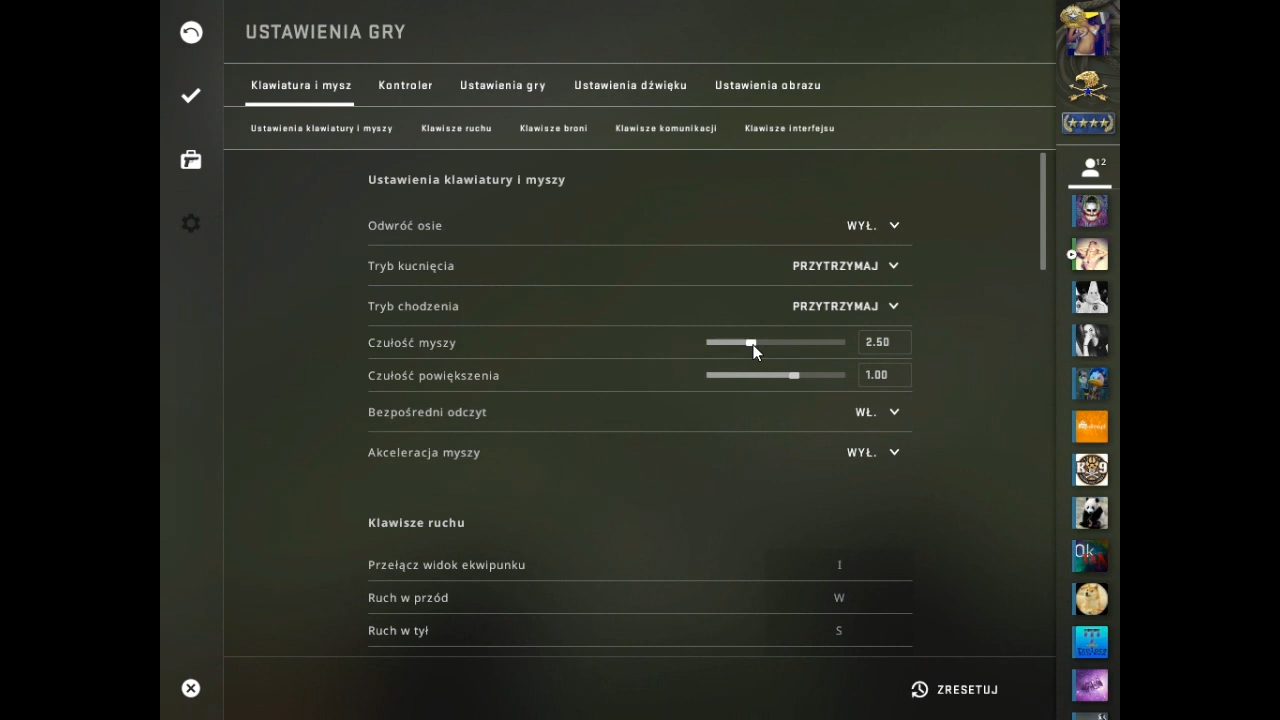 USTAWIENIA GRY
Klawiatura i mysz Kontroler Ustawienia gry Ustawienia dźwięku Ustawienia obrazu
Ustawienia klawiatury i myszy Klawisze ruchu Klawisze broni Klawisze komunikacji Klawisze interfejsu
12
Ustawienia klawiatury i myszy
Odwróć osie WYŁ.
Tryb kucnięcia PRZYTRZYMAJ
Tryb chodzenia PRZYTRZYMAJ
Czułość myszy 2.50
Czułość powiększenia 1.00
Bezpośredni odczyt WŁ.
Akceleracja myszy WYŁ.
Klawisze ruchu
Przełącz widok ekwipunku I
Ruch w przód W
Ruch w tył S
ZRESETUJ
K9
Ok